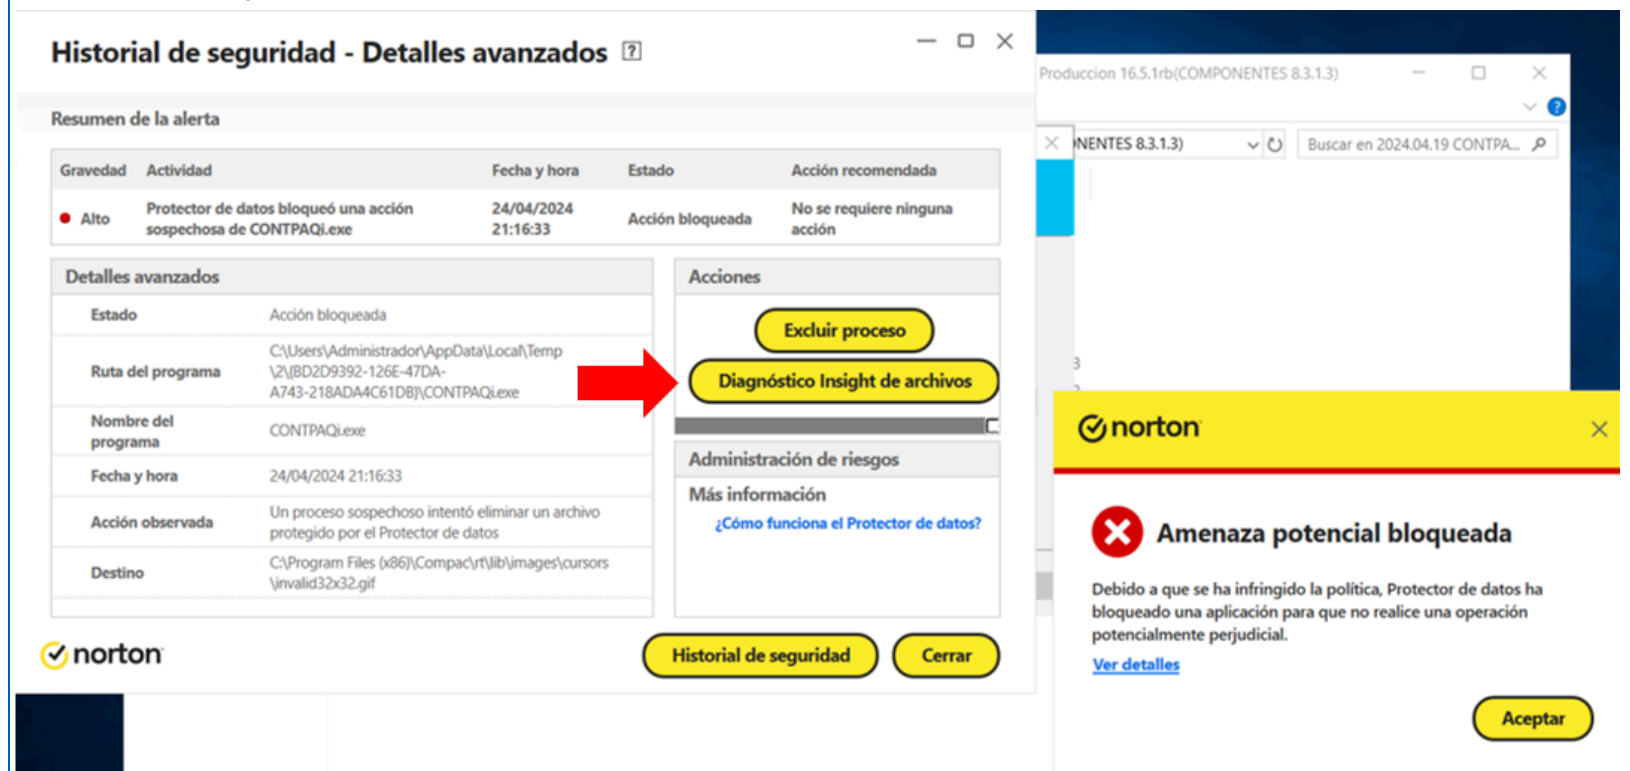 Historial de seguridad - Detalles avanzados ?
Resumen de la alerta
Gravedad Actividad Fecha y hora Estado Acción recomendada
Alto Protector de datos bloqueó una acción sospechosa de CONTPAQi.exe 24/04/2024 21:16:33 Acción bloqueada No se requiere ninguna acción
Detalles avanzados
Estado Acción bloqueada
Ruta del programa C:\Users\Administrador\AppData\Local\Temp
\2\{BD2D9392-126E-47DA-
A743-218ADA4C61DB}\CONTPAQi.exe
Nombre del
programa CONTPAQi.exe
Fecha y hora 24/04/2024 21:16:33
Acción observada Un proceso sospechoso intentó eliminar un archivo
protegido por el Protector de datos
Destino C:\Program Files (x86)\Compac\rt\lib\images\cursors
\invalid32x32.gif
Acciones
Excluir proceso
Diagnóstico Insight de archivos
Administración de riesgos
Más información
¿Cómo funciona el Protector de datos?
norton
Historial de seguridad
Cerrar
Produccion 16.5.1rb(COMPONENTES 8.3.1.3)
?
NENTES 8.3.1.3)
Buscar en 2024.04.19 CONTPA...
3
norton
Amenaza potencial bloqueada
Debido a que se ha infringido la política, Protector de datos ha
bloqueado una aplicación para que no realice una operación
potencialmente perjudicial.
Ver detalles
Aceptar